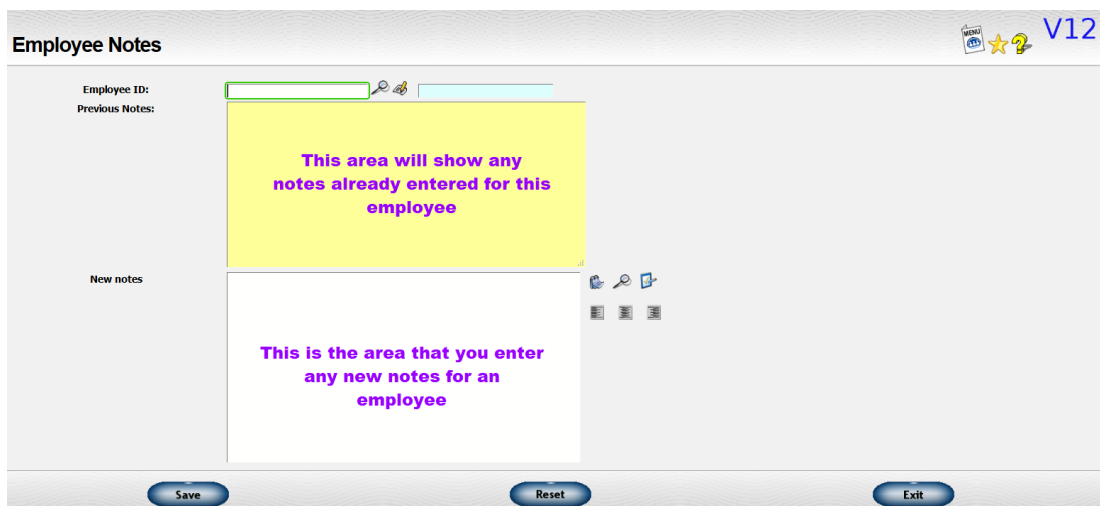 Employee Notes
MENU
V12
Employee ID:
Previous Notes:
This area will show any
notes already entered for this
employee
New notes
This is the area that you enter
any new notes for an
employee
Save
Reset
Exit